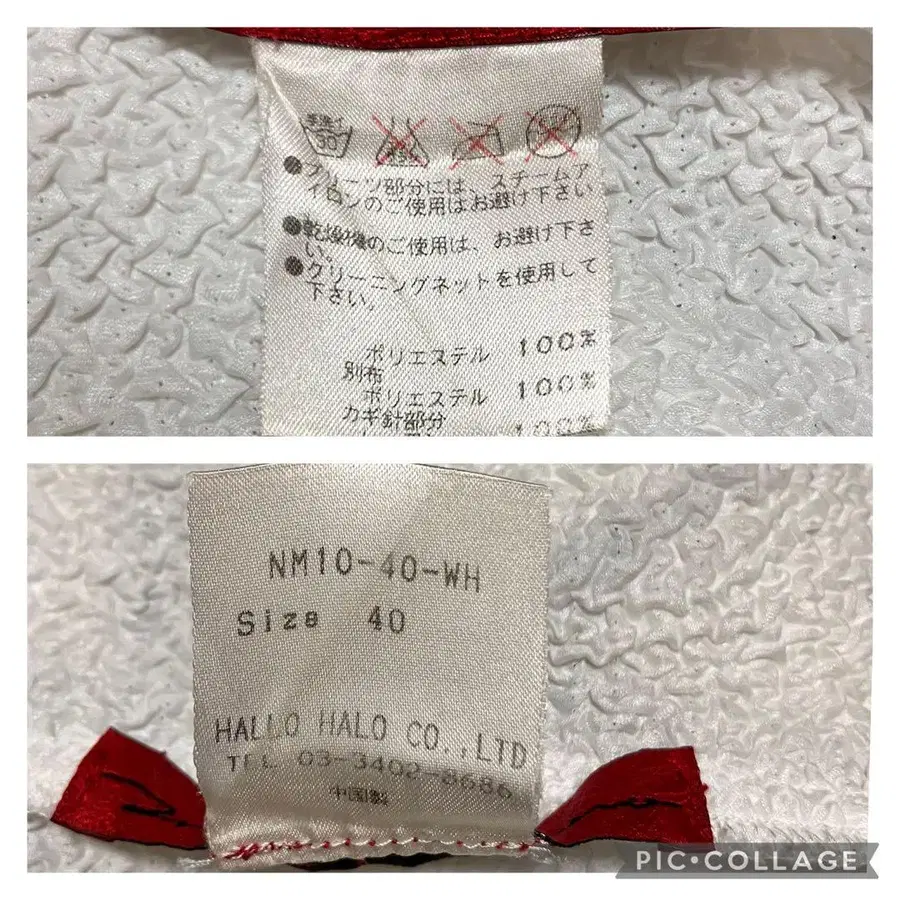 手洗イ
30
●プリーツ部分には、スチームア
イロンのご使用はお避け下さい
●乾燥機のご使用は、お避け下さ
い。
●クリーニングネットを使用して
下さい。
ポリエステル 100%
別布
ポリエステル 100%
カギ針部分
100%
NM10-40-WH
Size 40
HALLO HALO CO.,LTD
TEL 03-3402-8686
中国製
PIC•COLLAGE